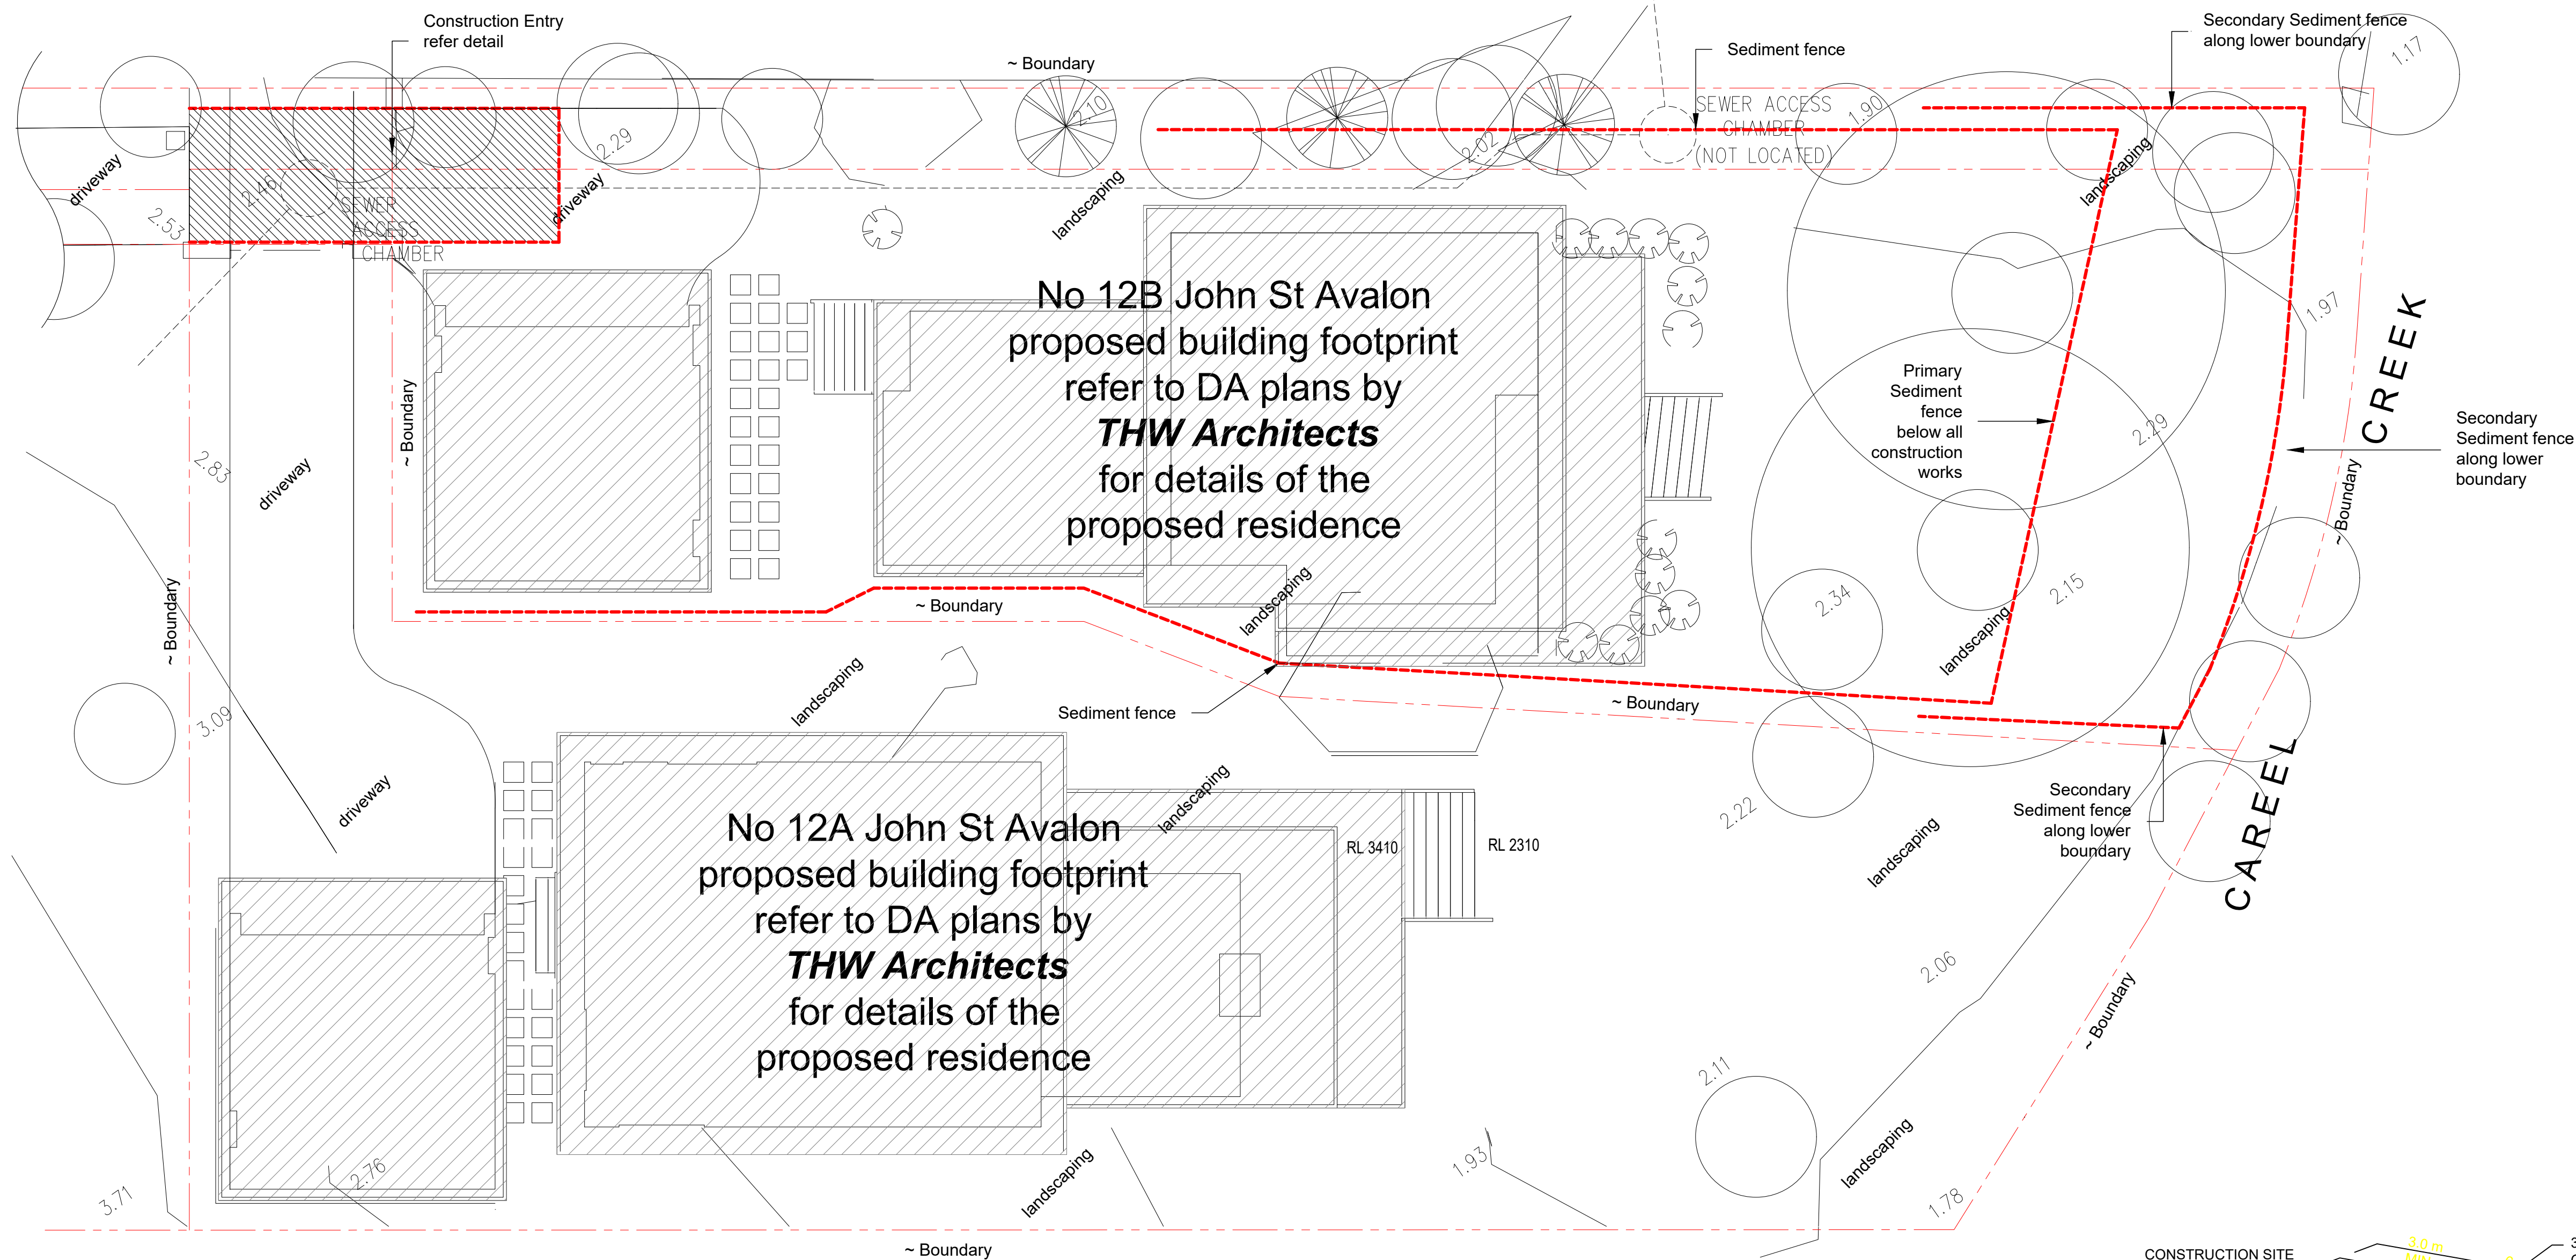 Construction Entry
refer detail
~ Boundary
Sediment fence
Secondary Sediment fence
along lower boundary
1.17
2.10
SEWER ACCESS
CHAMBER
(NOT LOCATED)
1.90
2.02
2.29
driveway
2.46
2.53
SEWER
ACCESS
CHAMBER
driveway
landscaping
landscaping
No 12B John St Avalon
proposed building footprint
refer to DA plans by
THW Architects
for details of the
proposed residence
1.97
CREEK
Primary
Sediment
fence
below all
construction
works
2.29
Secondary
Sediment fence
along lower
boundary
~ Boundary
~ Boundary
2.83
driveway
~ Boundary
~ Boundary
landscaping
2.34
2.15
landscaping
landscaping
Sediment fence
~ Boundary
3.09
driveway
landscaping
2.22
Secondary
Sediment fence
along lower
boundary
CAREEL
No 12A John St Avalon
proposed building footprint
refer to DA plans by
THW Architects
for details of the
proposed residence
RL 3410
RL 2310
landscaping
2.06
~ Boundary
2.11
3.71
2.76
landscaping
1.93
landscaping
1.78
~ Boundary
CONSTRUCTION SITE
3.0 m